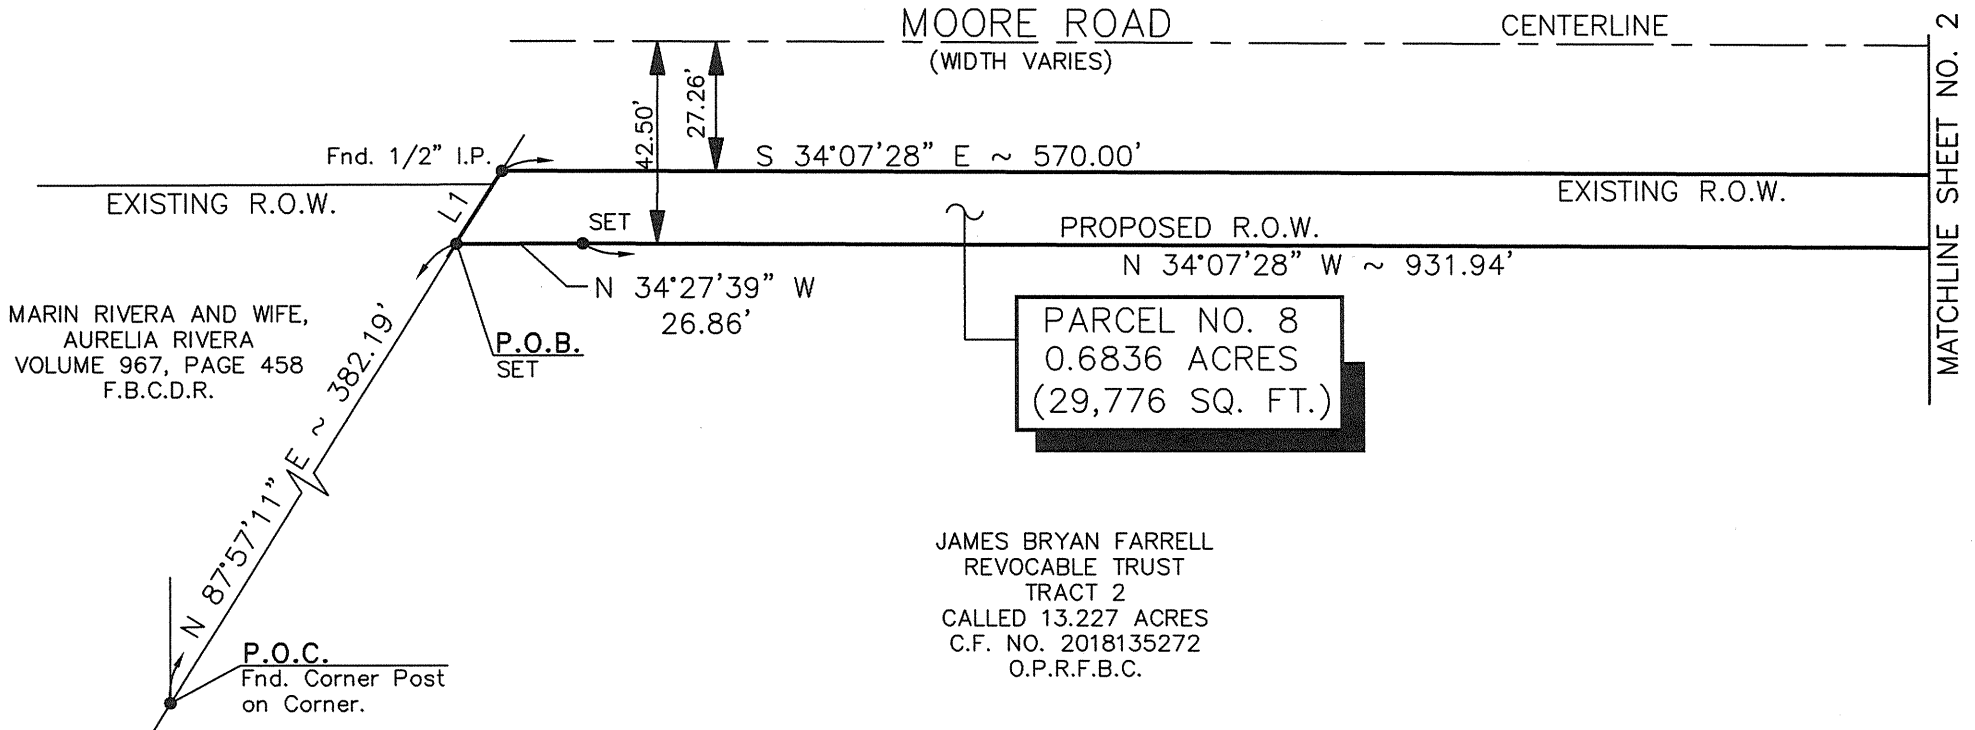 MOORE ROAD
(WIDTH VARIES)
CENTERLINE
MATCHLINE SHEET NO. 2
27.26'
42.50'
Fnd. 1/2" I.P.
S 34°07'28" E ~ 570.00'
EXISTING R.O.W.
EXISTING R.O.W.
L1
SET
PROPOSED R.O.W.
N 34°07'28" W ~ 931.94'
N 34°27'39" W
26.86'
MARIN RIVERA AND WIFE,
AURELIA RIVERA
VOLUME 967, PAGE 458
F.B.C.D.R.
P.O.B.
SET
PARCEL NO. 8
0.6836 ACRES
(29,776 SQ. FT.)
N 87°57'11" E ~ 382.19'
JAMES BRYAN FARRELL
REVOCABLE TRUST
TRACT 2
CALLED 13.227 ACRES
C.F. NO. 2018135272
O.P.R.F.B.C.
P.O.C.
Fnd. Corner Post
on Corner.